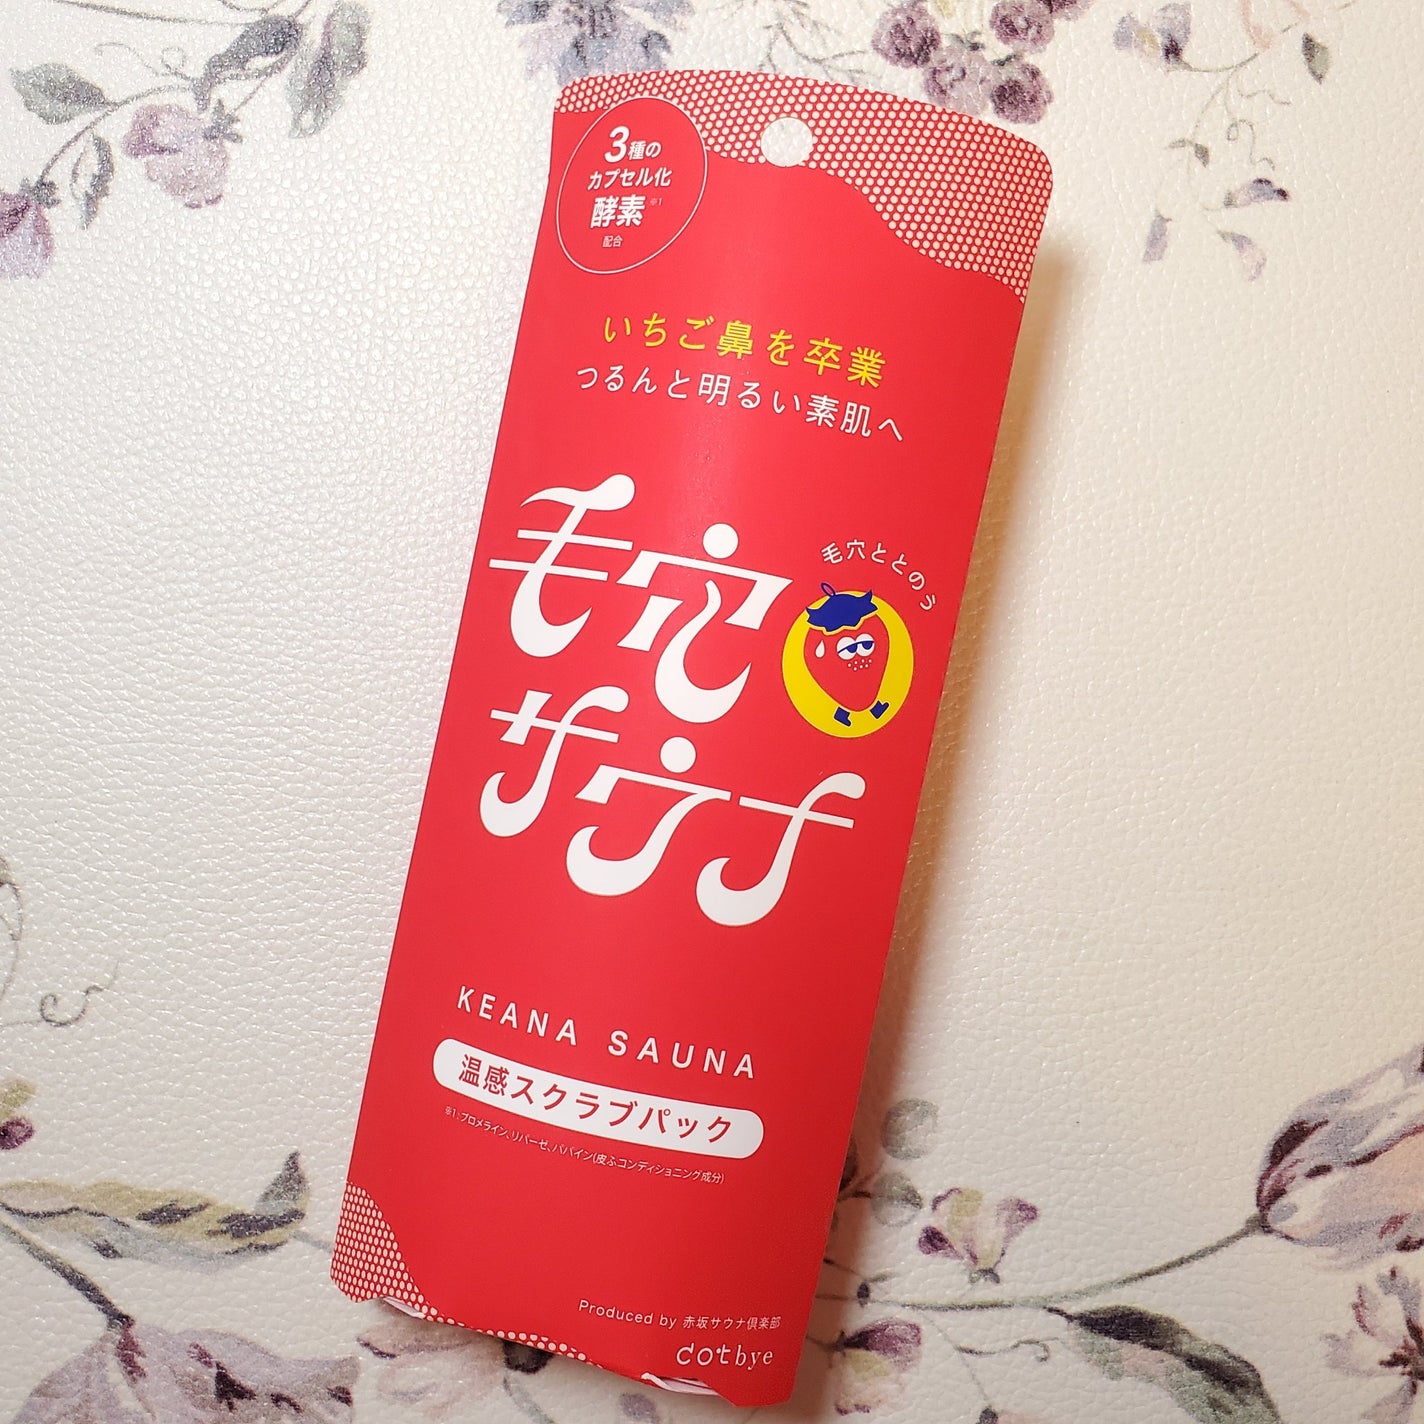 3種の
カプセル化
酵素※1
配合
いちご鼻を卒業
つるんと明るい素肌へ
毛穴
毛穴ととのう
サウナ
KEANA SAUNA
温感スクラブパック
※1:ブロメライン、リパーゼ、パパイン(皮ふコンディショニング成分)
Produced by 赤坂サウナ倶楽部
dotbye